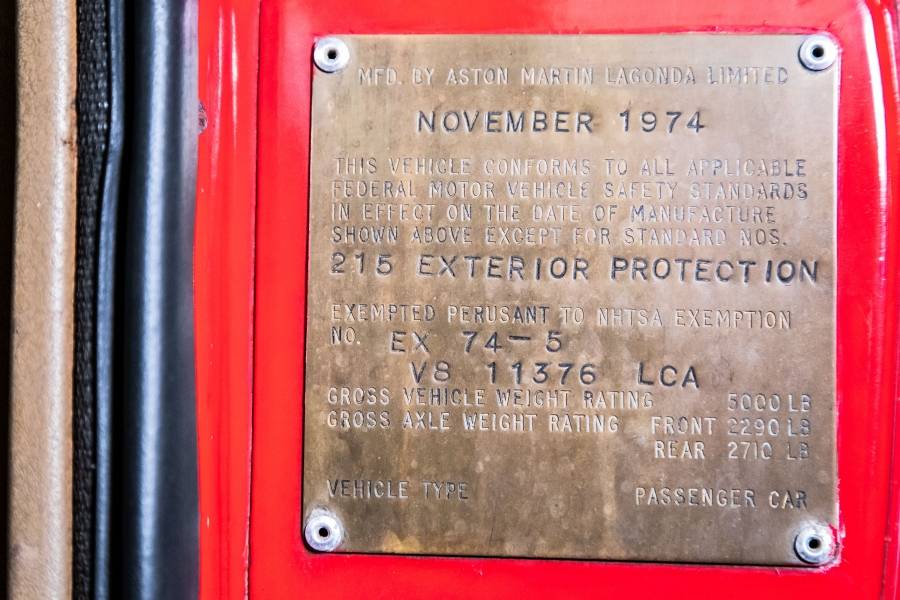 MFD. BY ASTON MARTIN LAGONDA LIMITED
NOVEMBER 1974
THIS VEHICLE CONFORMS TO ALL APPLICABLE
FEDERAL MOTOR VEHICLE SAFETY STANDARDS
IN EFFECT ON THE DATE OF MANUFACTURE
SHOWN ABOVE EXCEPT FOR STANDARD NOS.
215 EXTERIOR PROTECTION
EXEMPTED PERUSANT TO NHTSA EXEMPTION
NO. EX 74-5
V8 11376 LCA
GROSS VEHICLE WEIGHT RATING 5000 LB
GROSS AXLE WEIGHT RATING FRONT 2290 LB
REAR 2710 LB
VEHICLE TYPE PASSENGER CAR